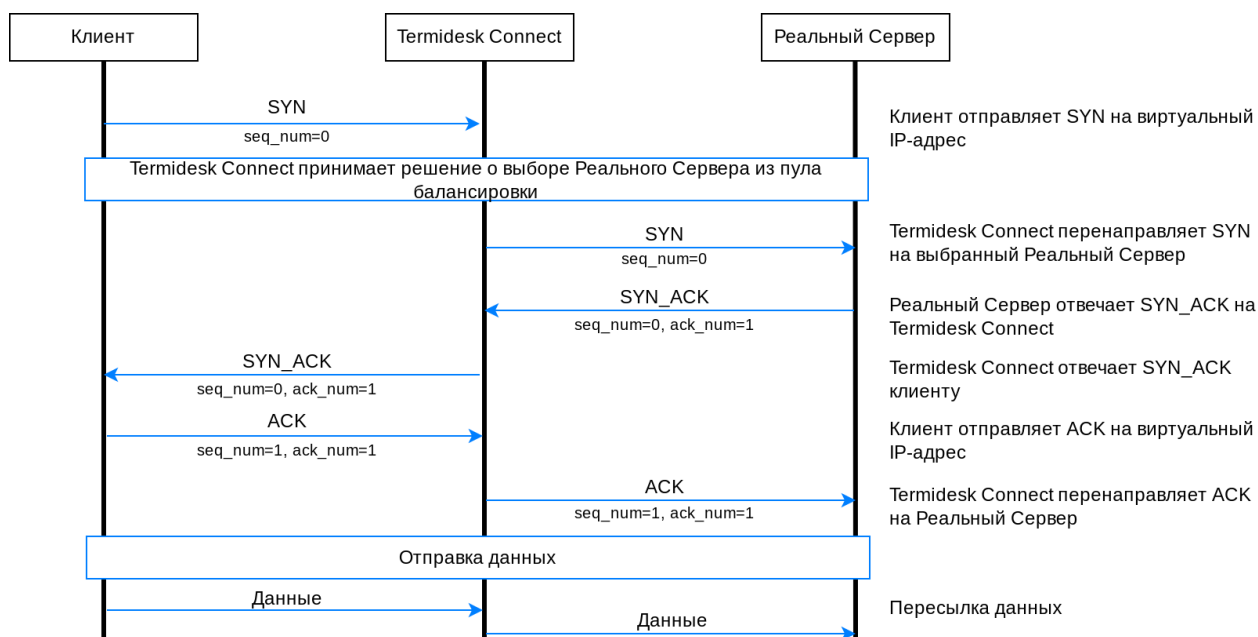 Клиент
Termidesk Connect
Реальный Сервер
SYN
seq_num=0
Клиент отправляет SYN на виртуальный
IP-адрес
Termidesk Connect принимает решение о выборе Реального Сервера из пула
балансировки
SYN
seq_num=0
Termidesk Connect перенаправляет SYN
на выбранный Реальный Сервер
SYN_ACK
seq_num=0, ack_num=1
Реальный Сервер отвечает SYN_ACK на
Termidesk Connect
SYN_ACK
seq_num=0, ack_num=1
Termidesk Connect отвечает SYN_ACK
клиенту
ACK
seq_num=1, ack_num=1
Клиент отправляет ACK на виртуальный
IP-адрес
ACK
seq_num=1, ack_num=1
Termidesk Connect перенаправляет ACK
на Реальный Сервер
Отправка данных
Данные
Данные
Пересылка данных